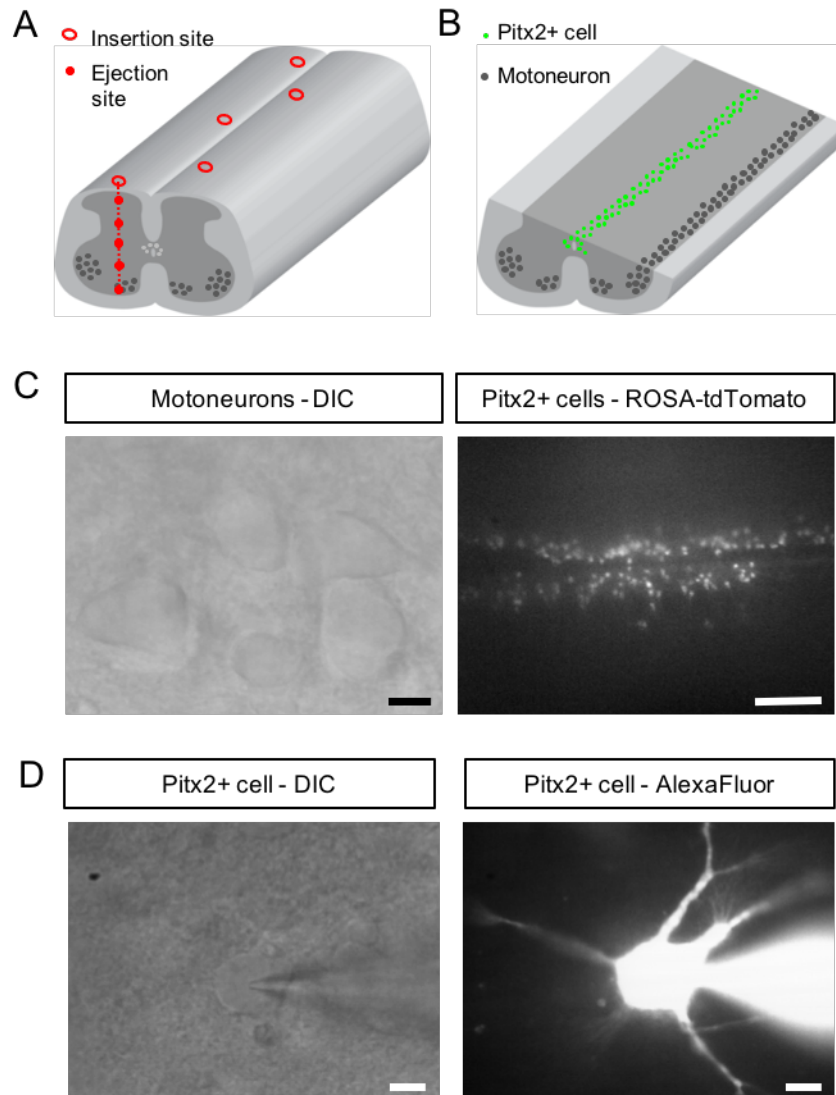 A
Insertion site
Ejection
site
B
Pitx2+ cell
Motoneuron
C
Motoneurons - DIC
Pitx2+ cells - ROSA-tdTomato
D
Pitx2+ cell - DIC
Pitx2+ cell - AlexaFluor